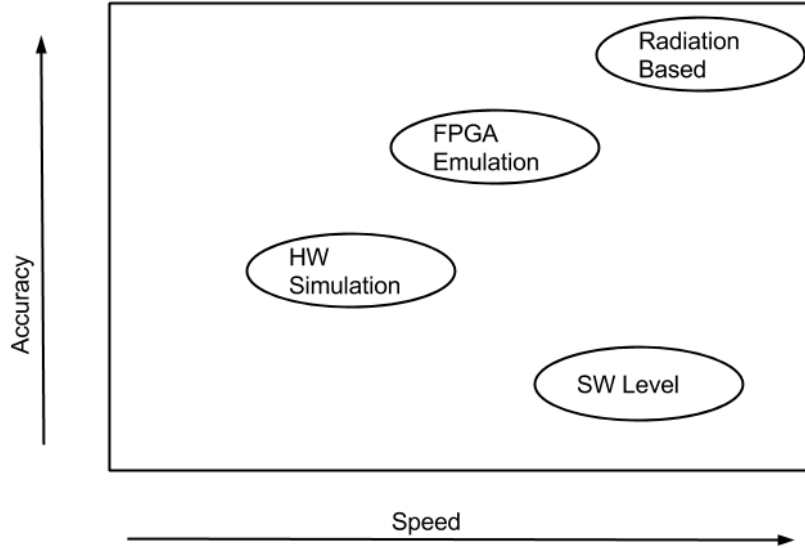 Radiation
Based
FPGA
Emulation
HW
Simulation
SW Level
Accuracy
Speed